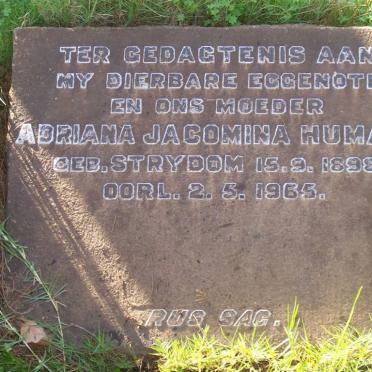 TER GEDAGTENIS AAN
MY DIERBARE EGGENOTE
EN ONS MOEDER
ADRIANA JACOMINA HUMA
GEB. STRYDOM 15.9.1898
OORL. 2.5.1965.
RUS SAG.